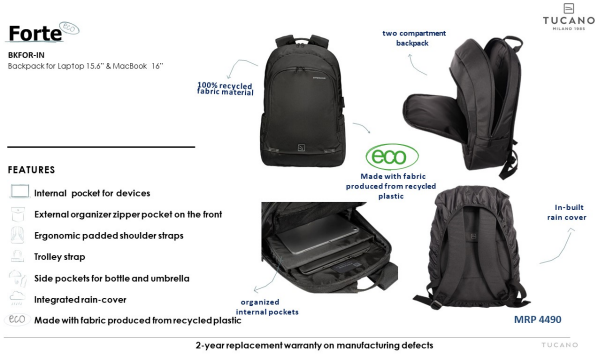 Forte
eco
TUCANO
MILANO 1985
BKFOR-IN
Backpack for Laptop 15.6" & MacBook 16"
two compartment
backpack
100% recycled
fabric material
eco
Made with fabric
produced from recycled
plastic
In-built
rain cover
FEATURES
Internal pocket for devices
External organizer zipper pocket on the front
Ergonomic padded shoulder straps
Trolley strap
Side pockets for bottle and umbrella
Integrated rain-cover
eco Made with fabric produced from recycled plastic
organized
internal pockets
MRP 4490
2-year replacement warranty on manufacturing defects
TUCANO